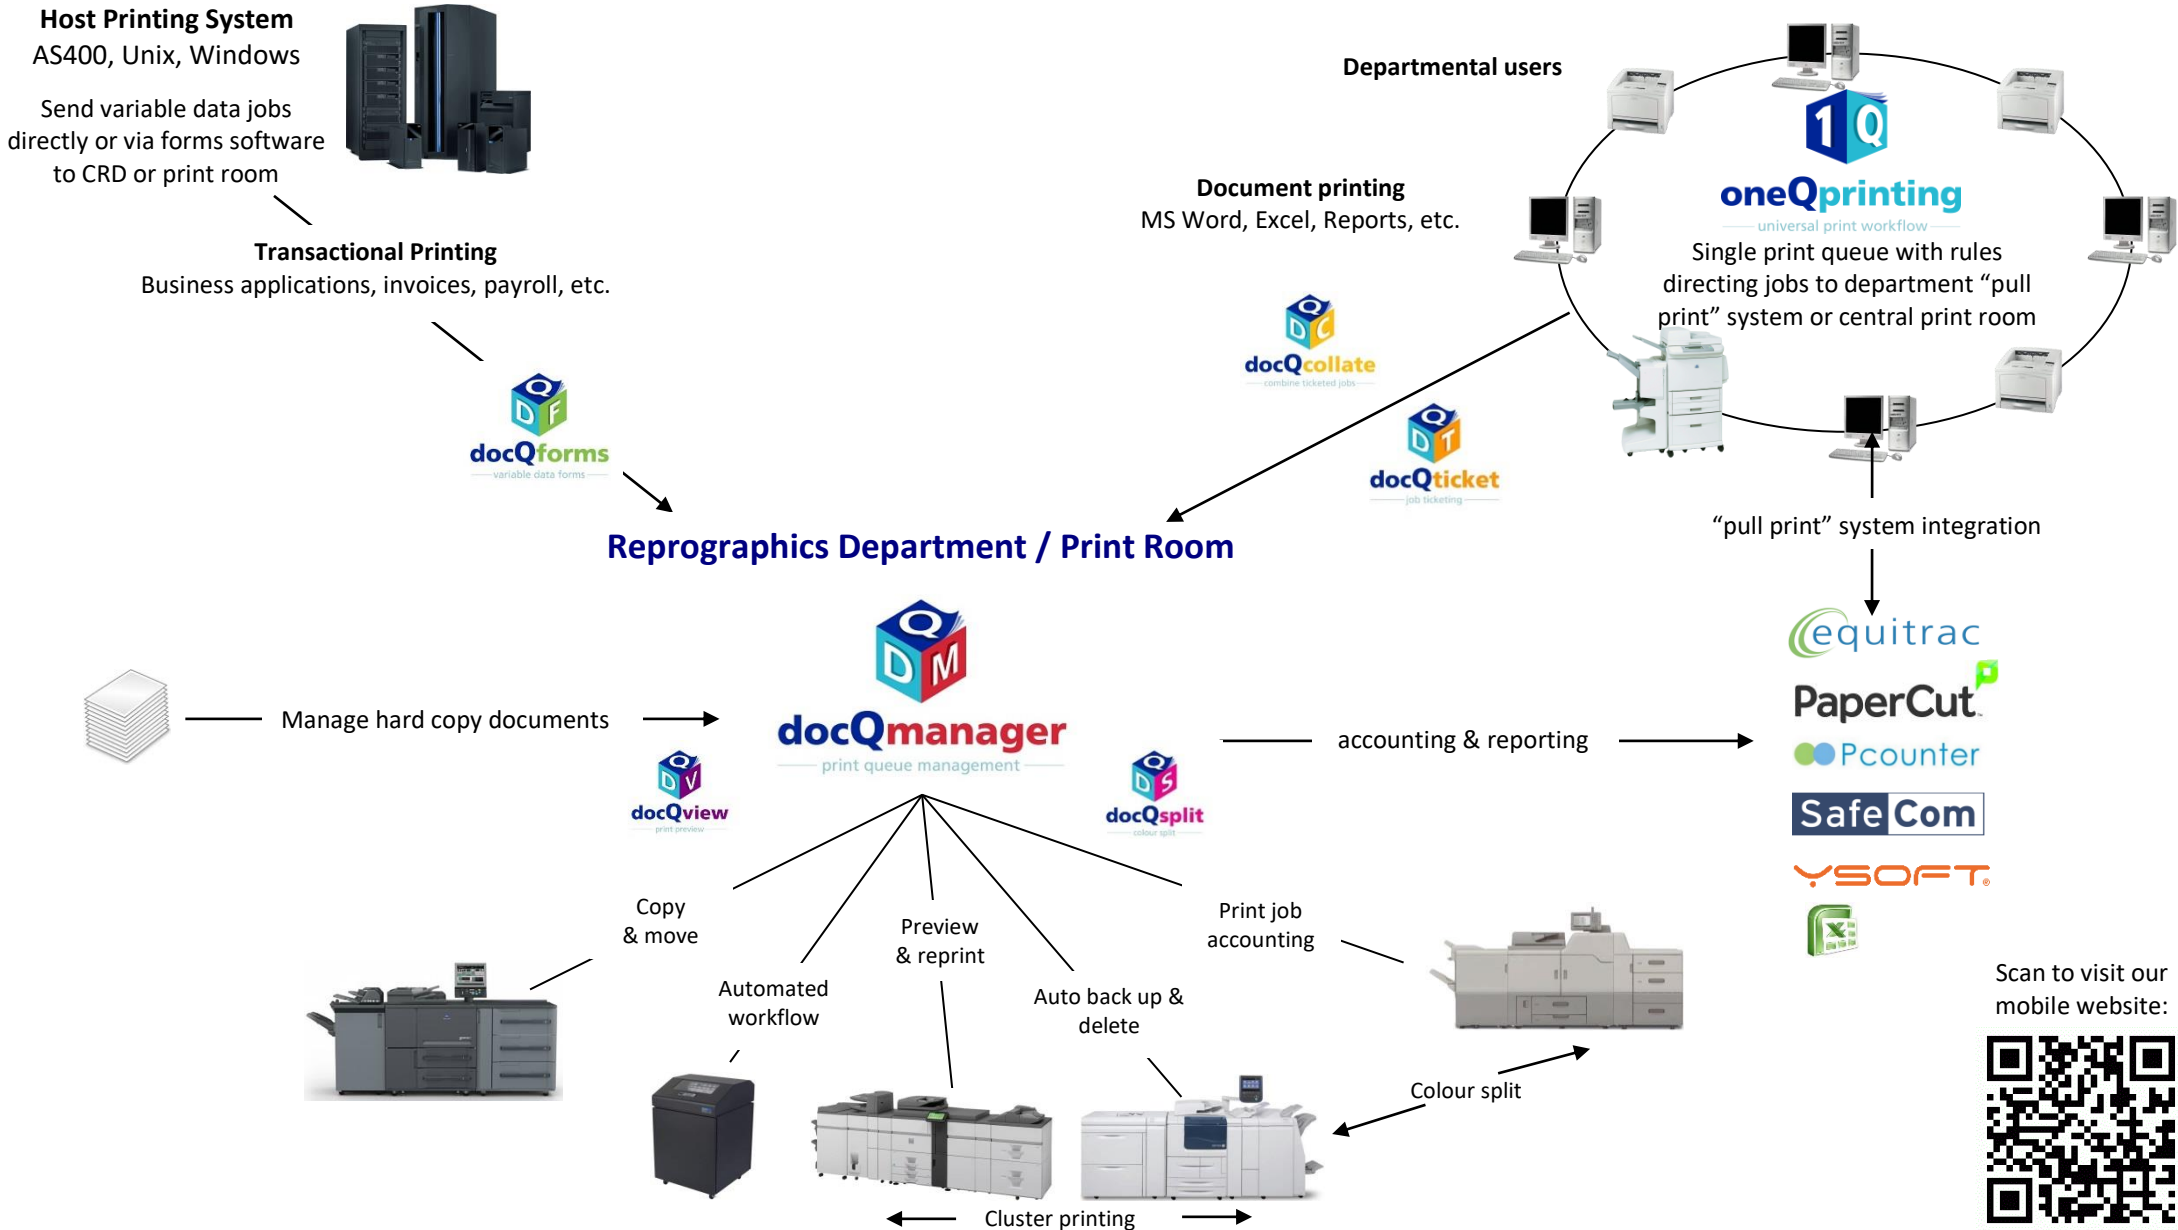 Host Printing System
AS400, Unix, Windows
Send variable data jobs
directly or via forms software
to CRD or print room
Transactional Printing
Business applications, invoices, payroll, etc.
Q
D F
docQforms
variable data forms
Departmental users
Document printing
MS Word, Excel, Reports, etc.
1Q
oneQprinting
universal print workflow
Single print queue with rules
directing jobs to department “pull
print” system or central print room
Q
D C
docQcollate
combine ticketed jobs
Q
D T
docQticket
job ticketing
“pull print” system integration
Reprographics Department / Print Room
Manage hard copy documents
Q
D M
docQmanager
print queue management
Q
D V
docQview
print preview
Q
D S
docQsplit
colour split
accounting & reporting
equitrac
PaperCut
Pcounter
SafeCom
YSOFT®
X
Copy
& move
Automated
workflow
Preview
& reprint
Auto back up &
delete
Print job
accounting
Colour split
Cluster printing
Scan to visit our
mobile website: